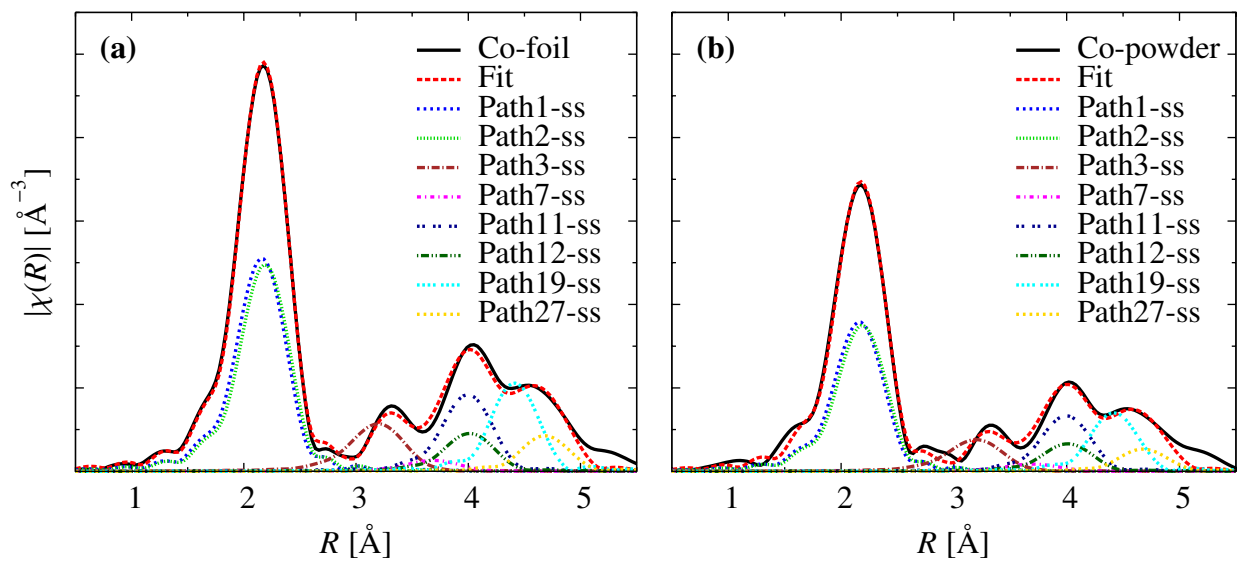 (a)
Co-foil
Fit
Path1-ss
Path2-ss
Path3-ss
Path7-ss
Path11-ss
Path12-ss
Path19-ss
Path27-ss
|χ(R)| [Å⁻³]
1 2 3 4 5
R [Å]
(b)
Co-powder
Fit
Path1-ss
Path2-ss
Path3-ss
Path7-ss
Path11-ss
Path12-ss
Path19-ss
Path27-ss
1 2 3 4 5
R [Å]